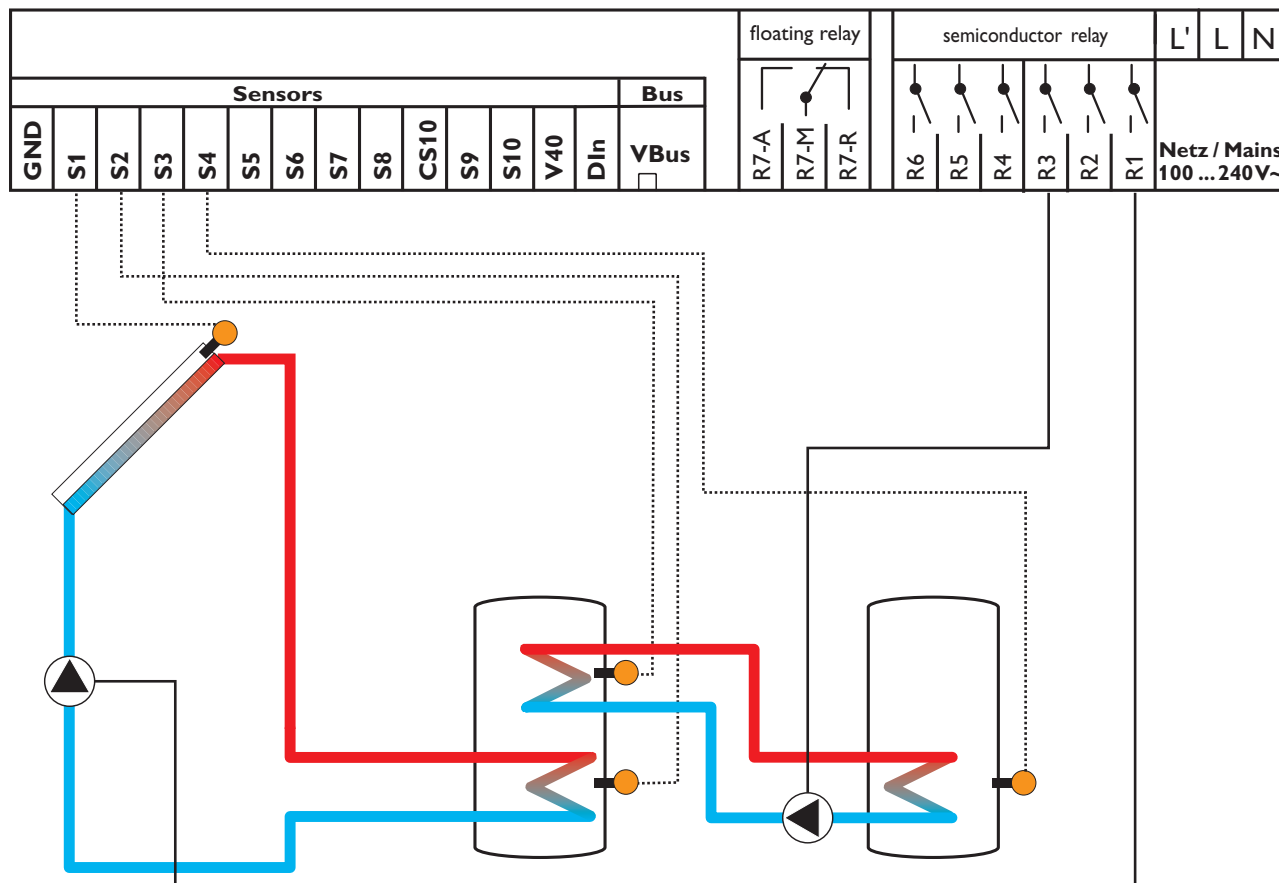 floating relay
semiconductor relay
L' L N
Sensors
Bus
GND
S1
S2
S3
S4
S5
S6
S7
S8
CS10
S9
S10
V40
DIn
VBus
R7-A
R7-M
R7-R
R6
R5
R4
R3
R2
R1
Netz / Mains
100 ... 240 V~